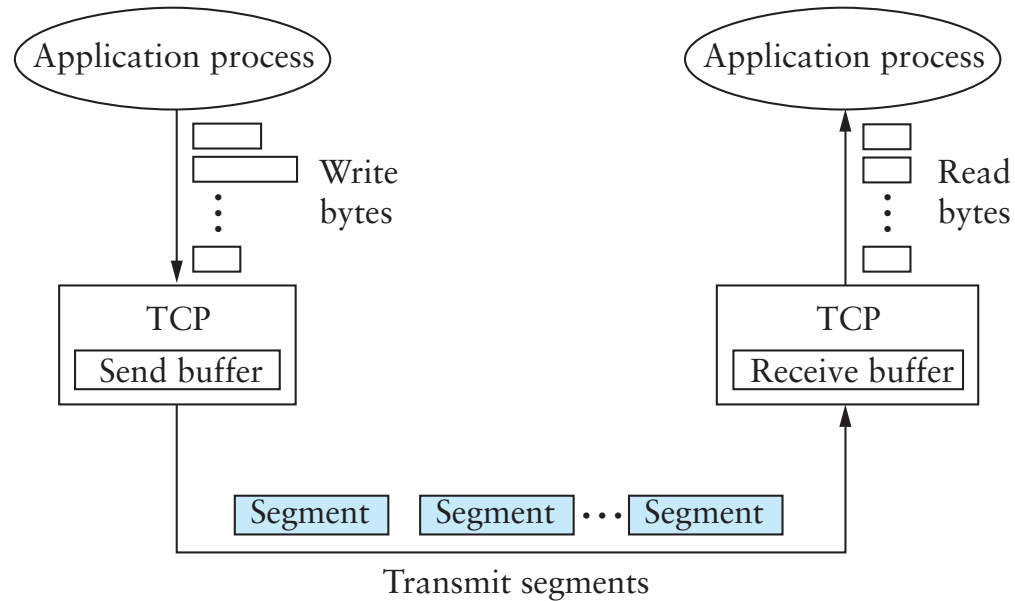 Application process
Application process
Write
bytes
Read
bytes
TCP
Send buffer
TCP
Receive buffer
Segment
Segment
Segment
Transmit segments